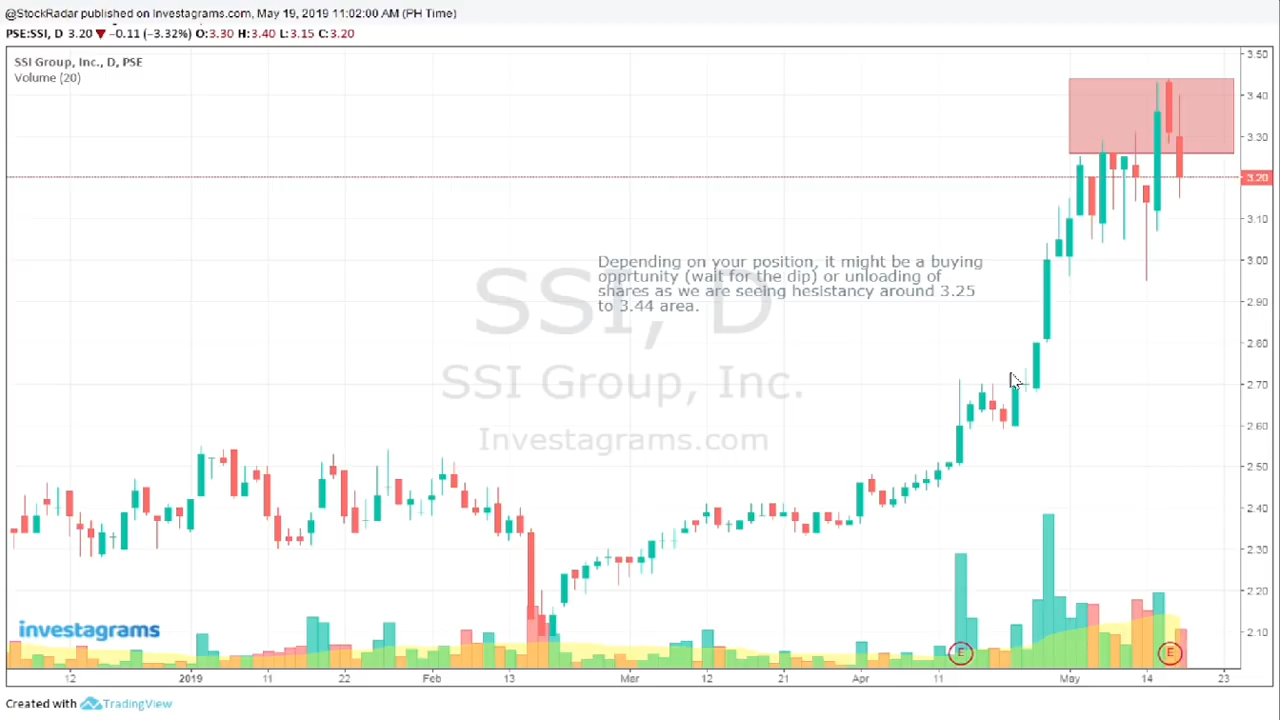 @StockRadar published on Investagrams.com, May 19, 2019 11:02:00 AM (PH Time)
PSE:SSI, D 3.20 ▼ −0.11 (−3.32%) O:3.30 H:3.40 L:3.15 C:3.20
SSI Group, Inc., D, PSE
Volume (20)
3.50
3.40
3.30
3.20
3.10
3.00
2.90
2.80
2.70
2.60
2.50
2.40
2.30
2.20
2.10
Depending on your position, it might be a buying
opprtunity (wait for the dip) or unloading of
shares as we are seeing hesistancy around 3.25
to 3.44 area.
SSI, D
SSI Group, Inc.
Investagrams.com
investagrams
E E
12 2019 11 22 Feb 13 Mar 12 21 Apr 11 May 14 23
Created with TradingView